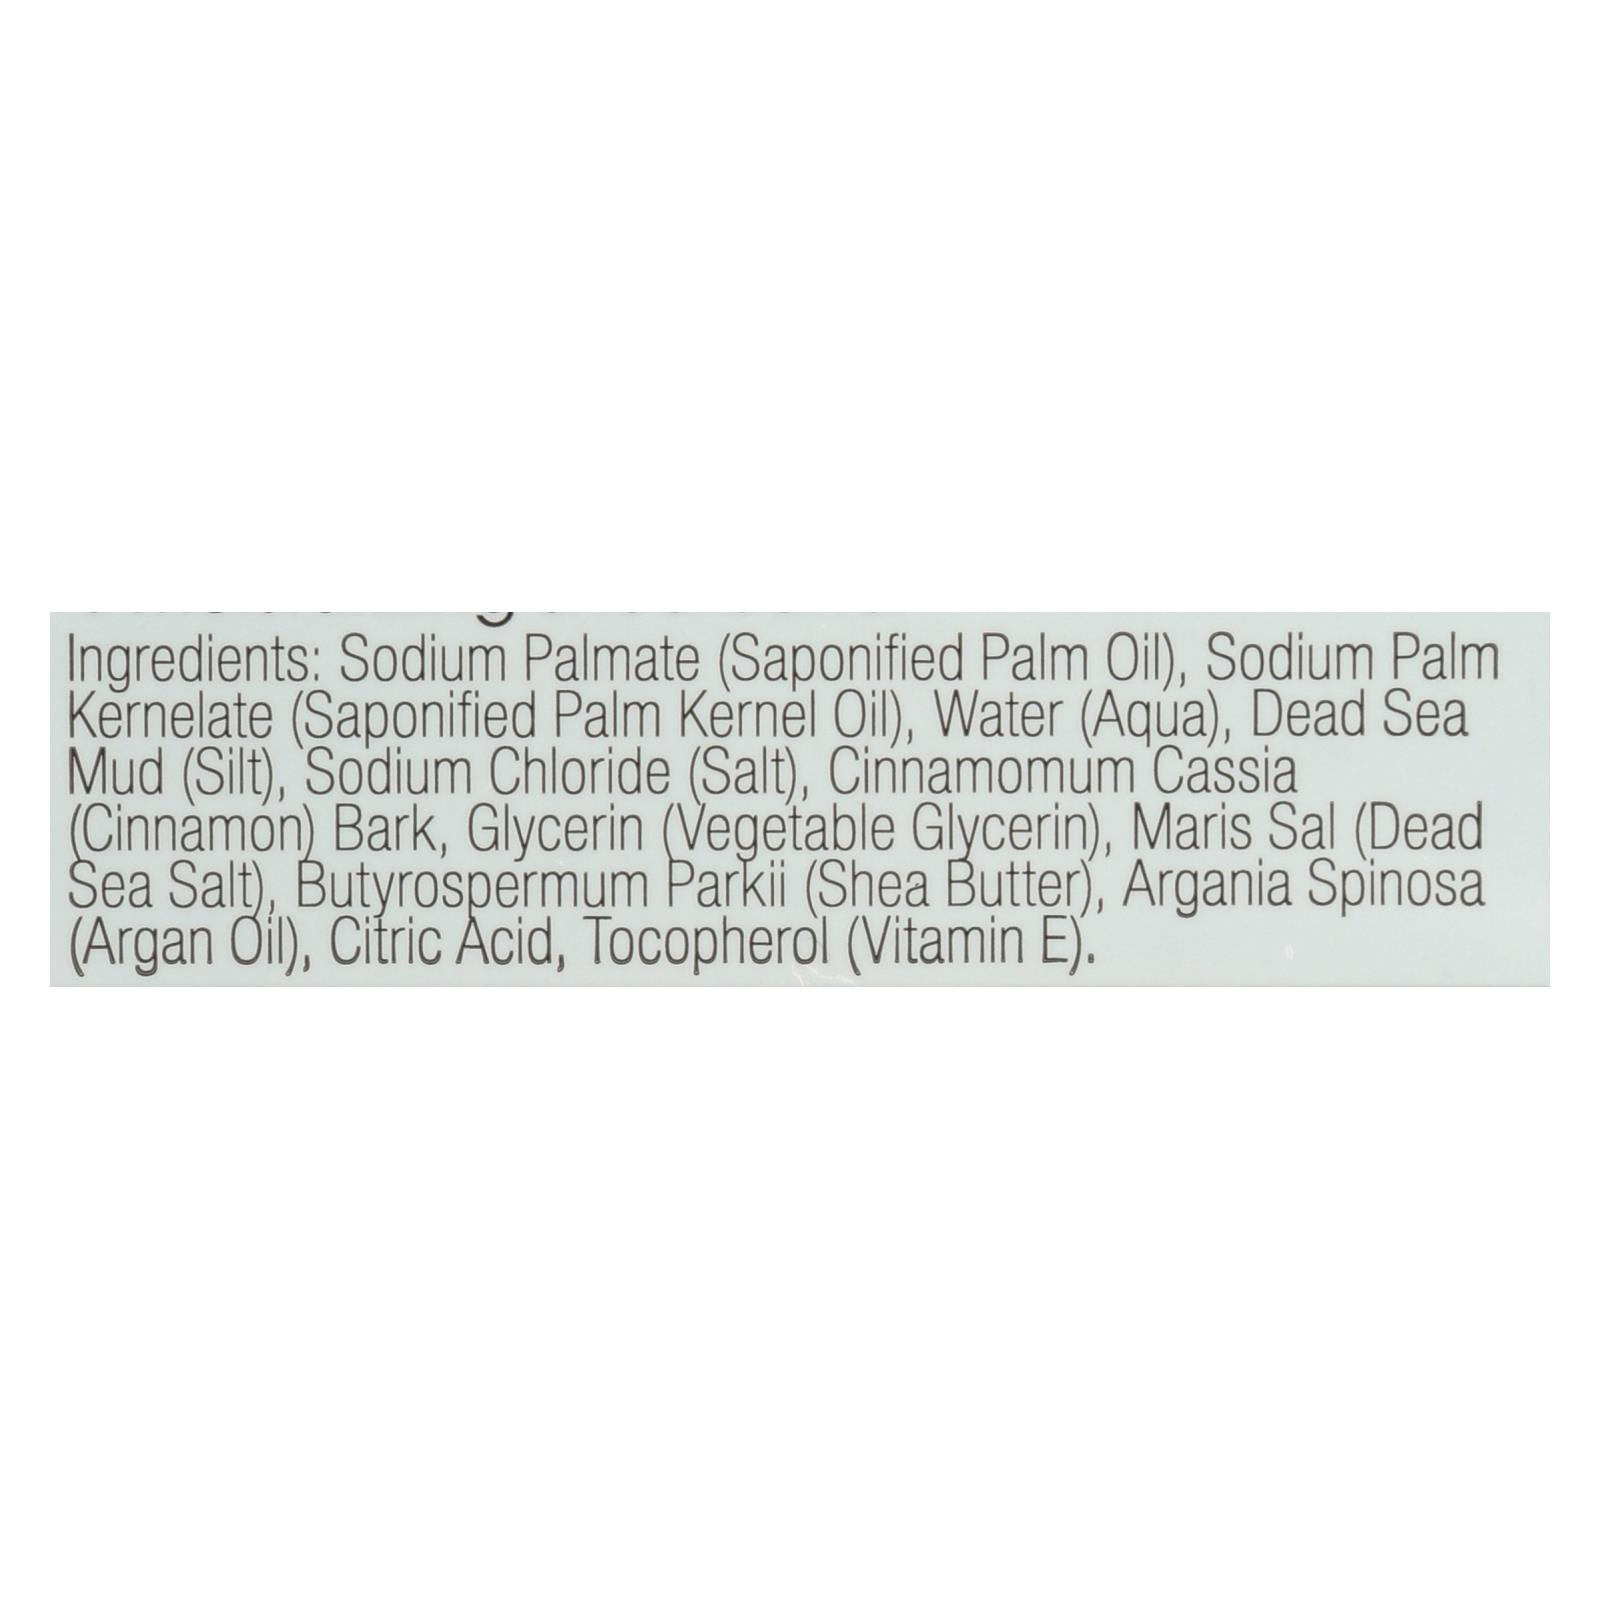 Ingredients: Sodium Palmate (Saponified Palm Oil), Sodium Palm
Kernelate (Saponified Palm Kernel Oil), Water (Aqua), Dead Sea
Mud (Silt), Sodium Chloride (Salt), Cinnamomum Cassia
(Cinnamon) Bark, Glycerin (Vegetable Glycerin), Maris Sal (Dead
Sea Salt), Butyrospermum Parkii (Shea Butter), Argania Spinosa
(Argan Oil), Citric Acid, Tocopherol (Vitamin E).